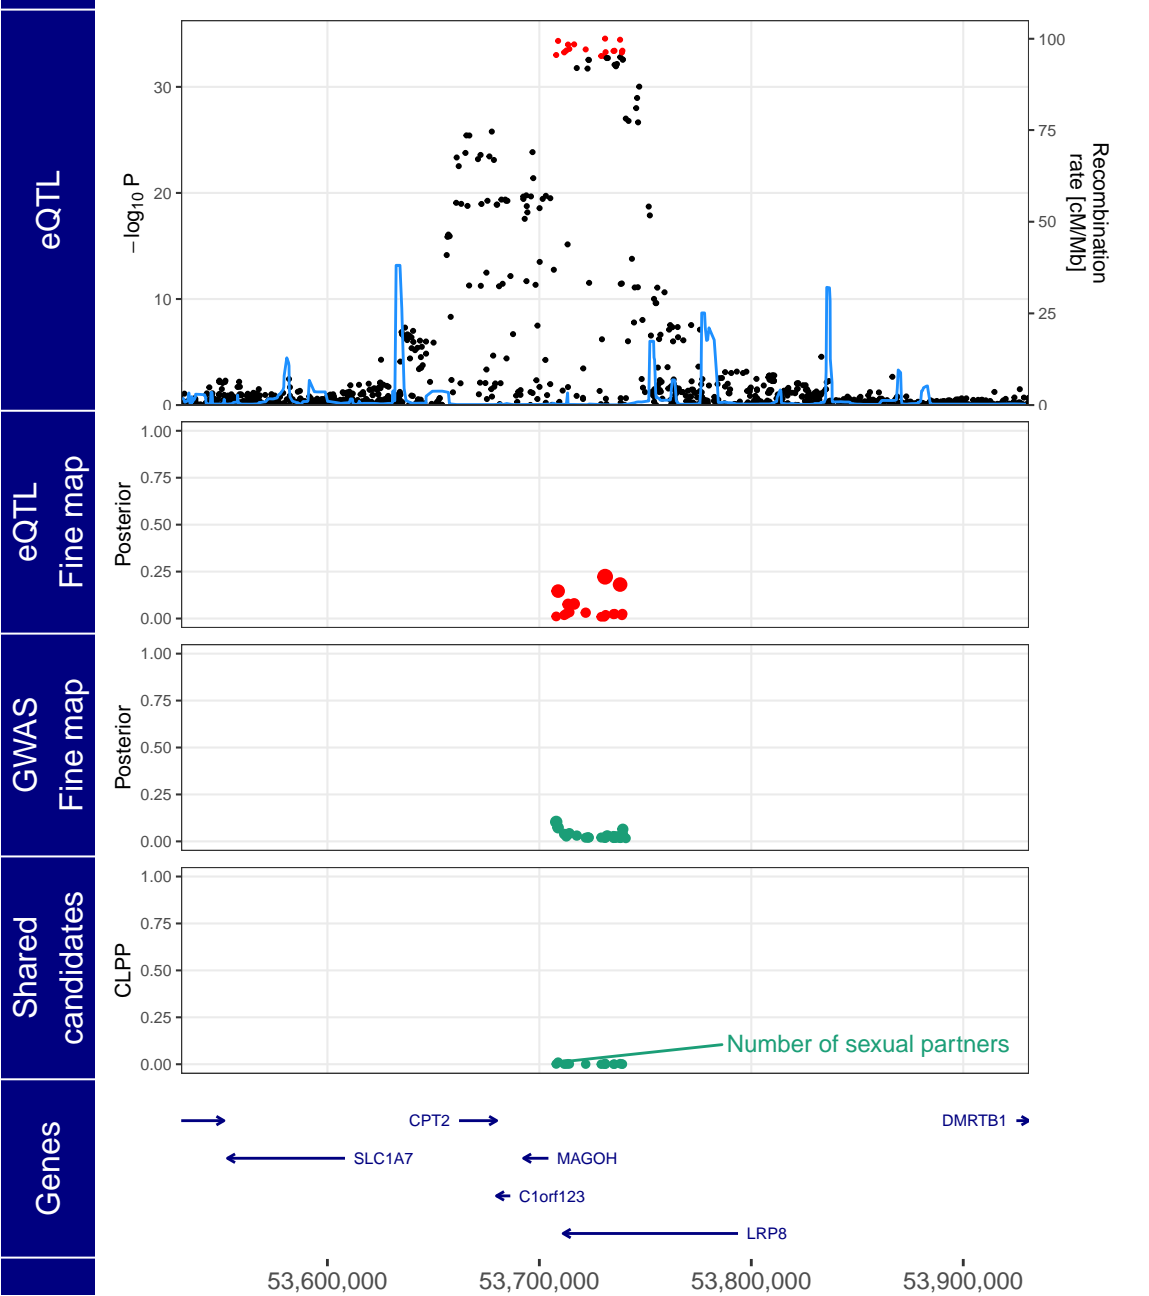 eQTL
−log10 P
30
20
10
0
100
75
50
25
0
Recombination
rate [cM/Mb]
eQTL
Fine map
Posterior
1.00
0.75
0.50
0.25
0.00
GWAS
Fine map
Posterior
1.00
0.75
0.50
0.25
0.00
Shared
candidates
CLPP
1.00
0.75
0.50
0.25
0.00
Number of sexual partners
Genes
CPT2
DMRTB1
SLC1A7
MAGOH
C1orf123
LRP8
53,600,000
53,700,000
53,800,000
53,900,000